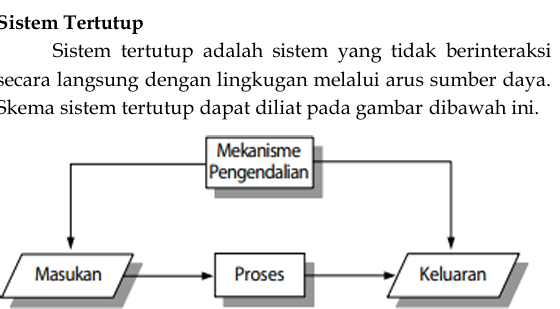 Sistem Tertutup
Sistem tertutup adalah sistem yang tidak berinteraksi
secara langsung dengan lingkugan melalui arus sumber daya.
Skema sistem tertutup dapat diliat pada gambar dibawah ini.
Mekanisme
Pengendalian
Masukan
Proses
Keluaran